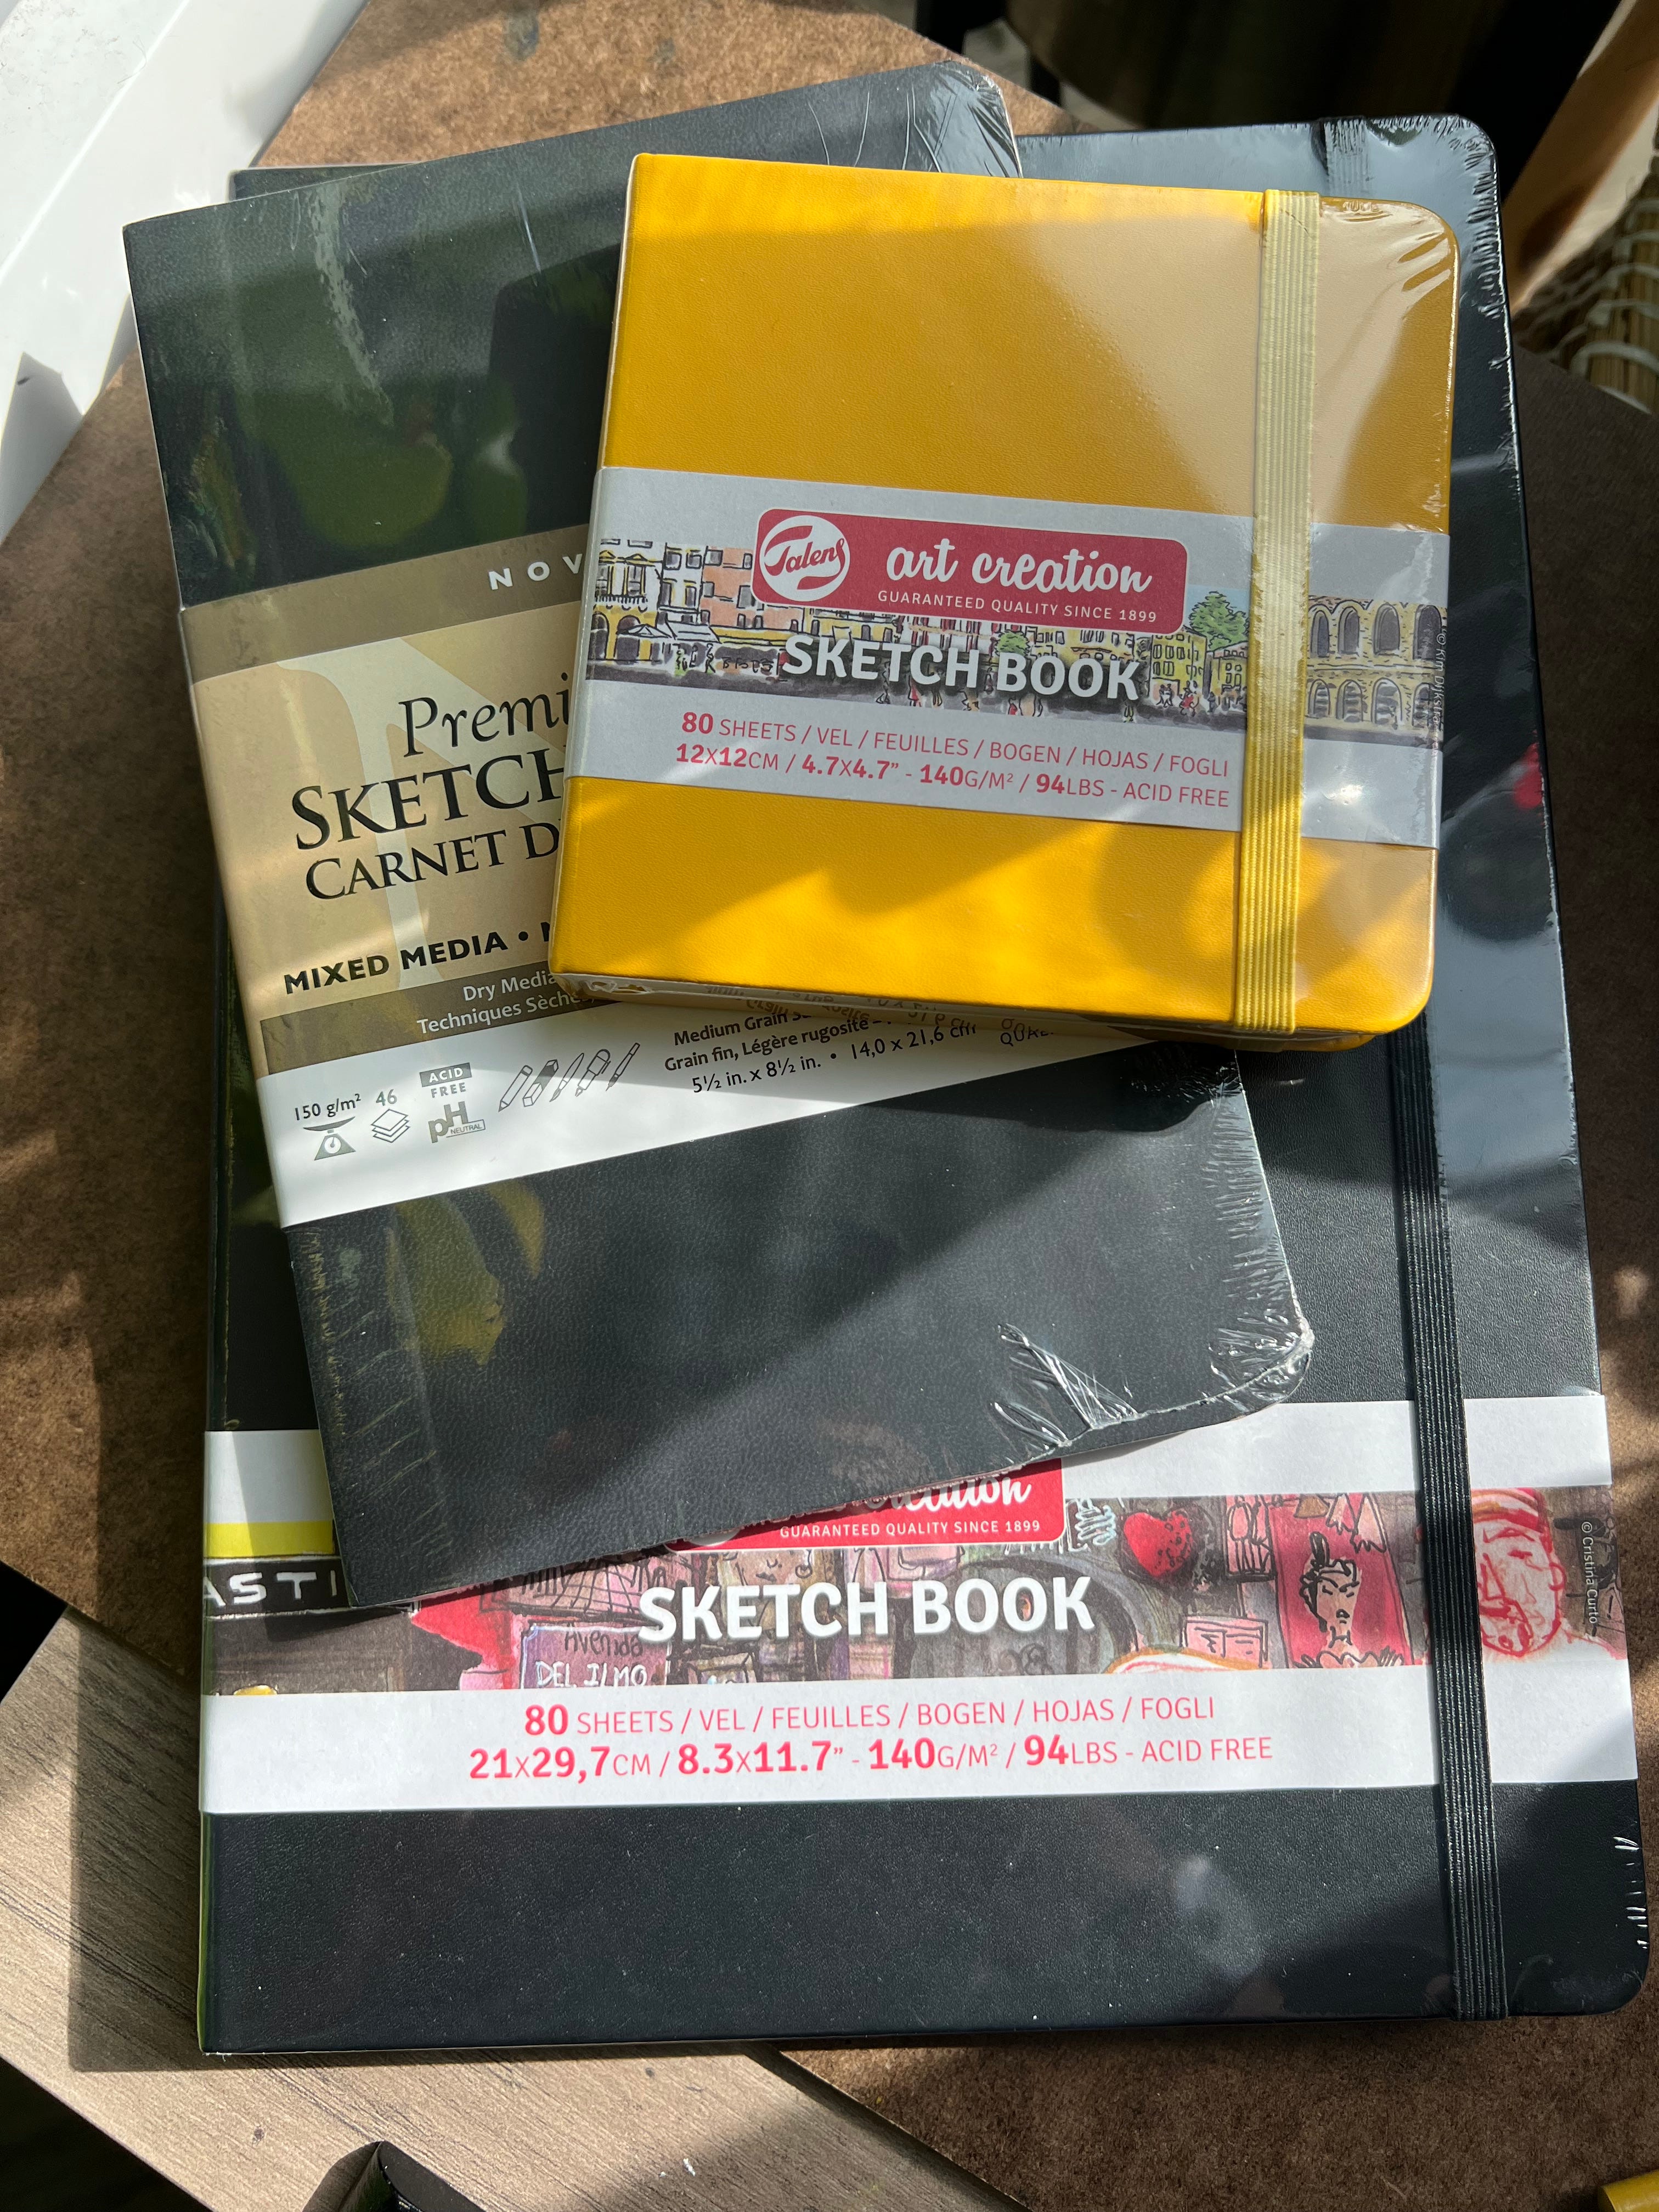 Talens
art creation
GUARANTEED QUALITY SINCE 1899
SKETCH BOOK
80 SHEETS / VEL / FEUILLES / BOGEN / HOJAS / FOGLI
12X12CM / 4.7X4.7” - 140G/M² / 94LBS - ACID FREE
NOV
Premi
SKETCH
CARNET D
MIXED MEDIA •
Dry Media
Techniques Sèche
Medium Grain
Grain fin, Légère rugosité
5½ in. x 8½ in. • 14,0 x 21,6 cm
150 g/m² 46
ACID
FREE
pH
NEUTRAL
creation
GUARANTEED QUALITY SINCE 1899
ASTI
SKETCH BOOK
Avenida
DEL ILMO.
80 SHEETS / VEL / FEUILLES / BOGEN / HOJAS / FOGLI
21X29,7CM / 8.3X11.7” - 140G/M² / 94LBS - ACID FREE
© Cristina Curto